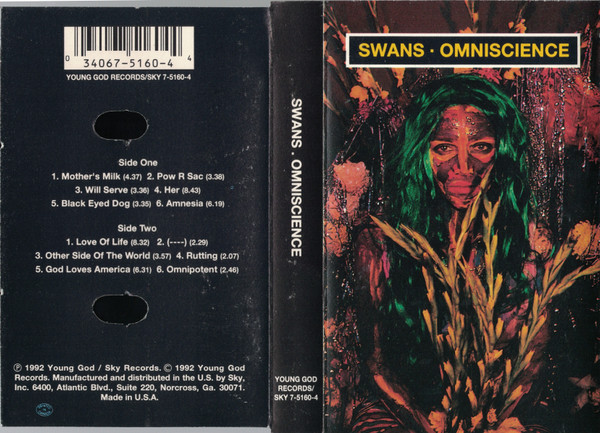 0 34067-5160-4 4
YOUNG GOD RECORDS/SKY 7-5160-4
Side One
1. Mother's Milk (4.37) 2. Pow R Sac (3.38)
3. Will Serve (3.36) 4. Her (8.43)
5. Black Eyed Dog (3.35) 6. Amnesia (6.19)
Side Two
1. Love Of Life (8.32) 2. (----) (2.29)
3. Other Side Of The World (3.57) 4. Rutting (2.07)
5. God Loves America (6.31) 6. Omnipotent (2.46)
℗ 1992 Young God / Sky Records. © 1992 Young God
Records. Manufactured and distributed in the U.S. by Sky,
Inc. 6400, Atlantic Blvd., Suite 220, Norcross, Ga. 30071.
Made in U.S.A.
SWANS · OMNISCIENCE
YOUNG GOD
RECORDS/
SKY 7-5160-4
SWANS · OMNISCIENCE